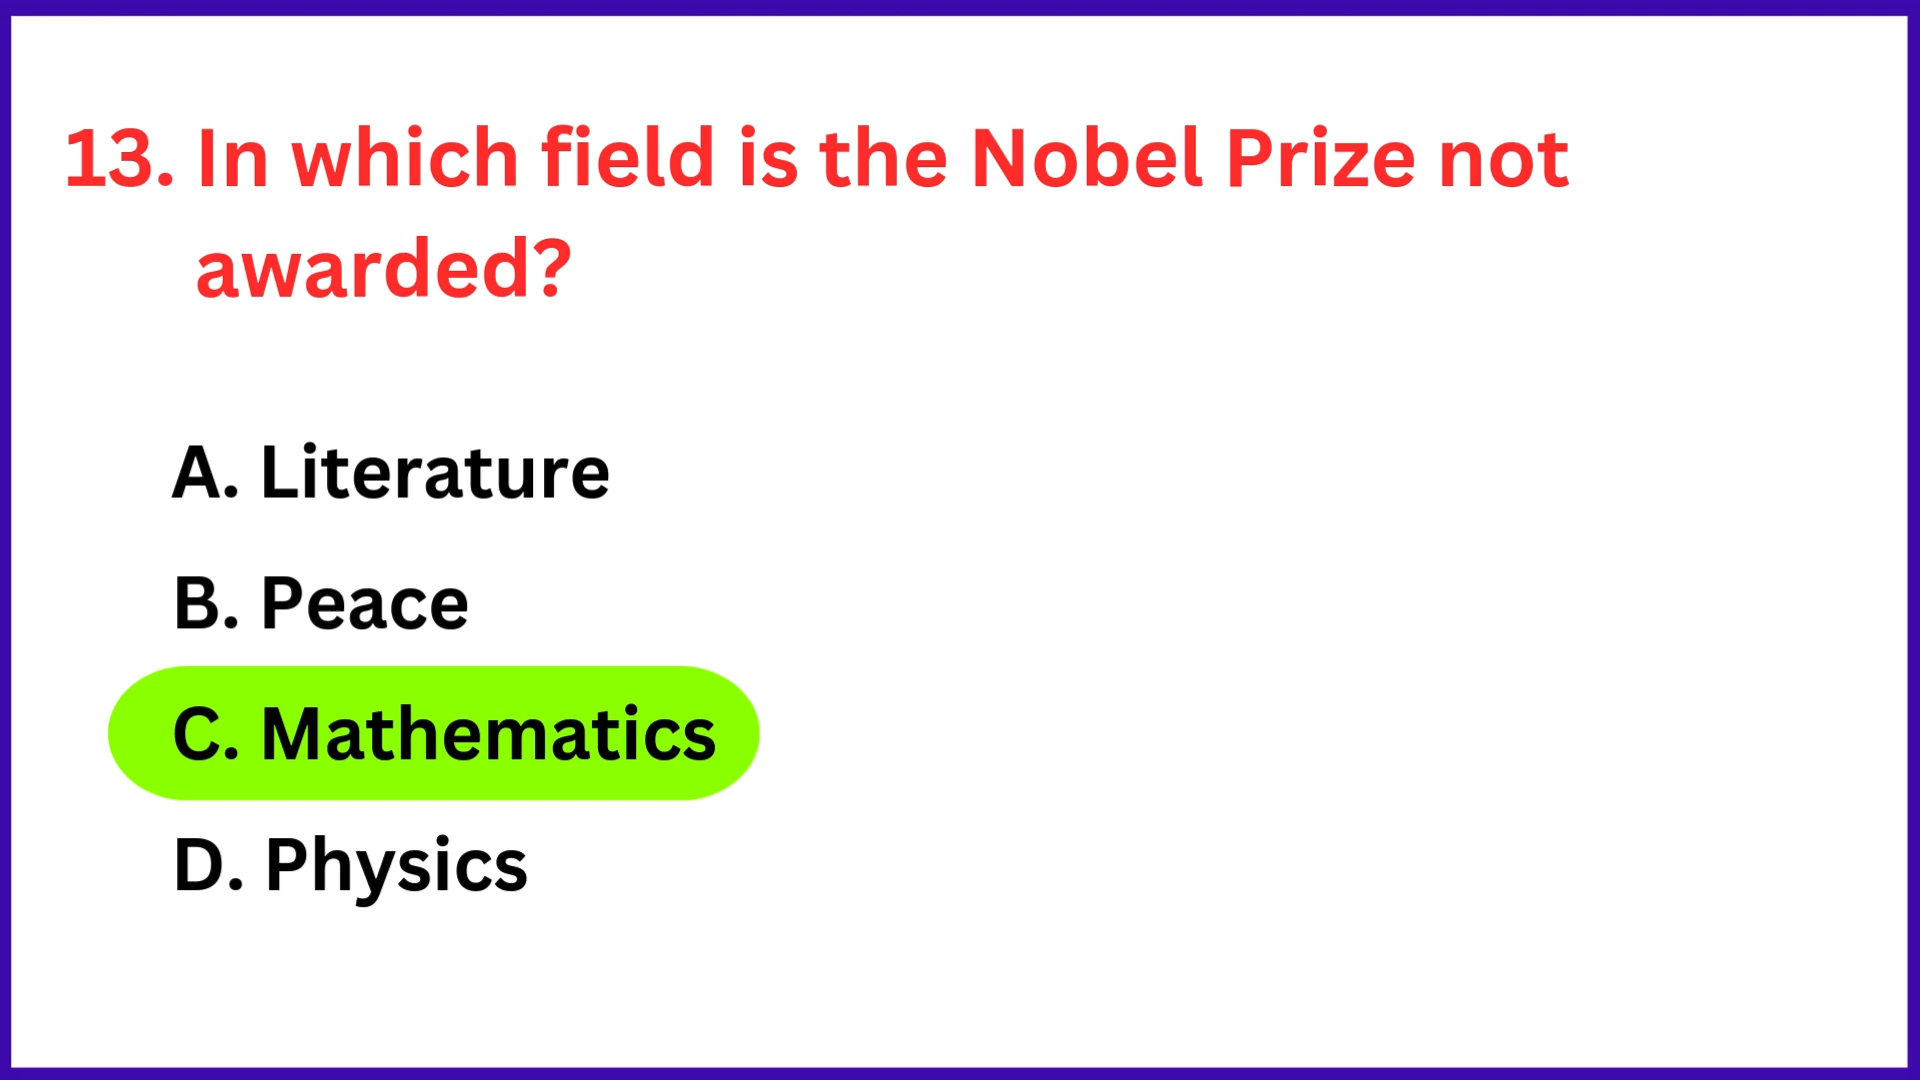 13. In which field is the Nobel Prize not
awarded?
A. Literature
B. Peace
C. Mathematics
D. Physics